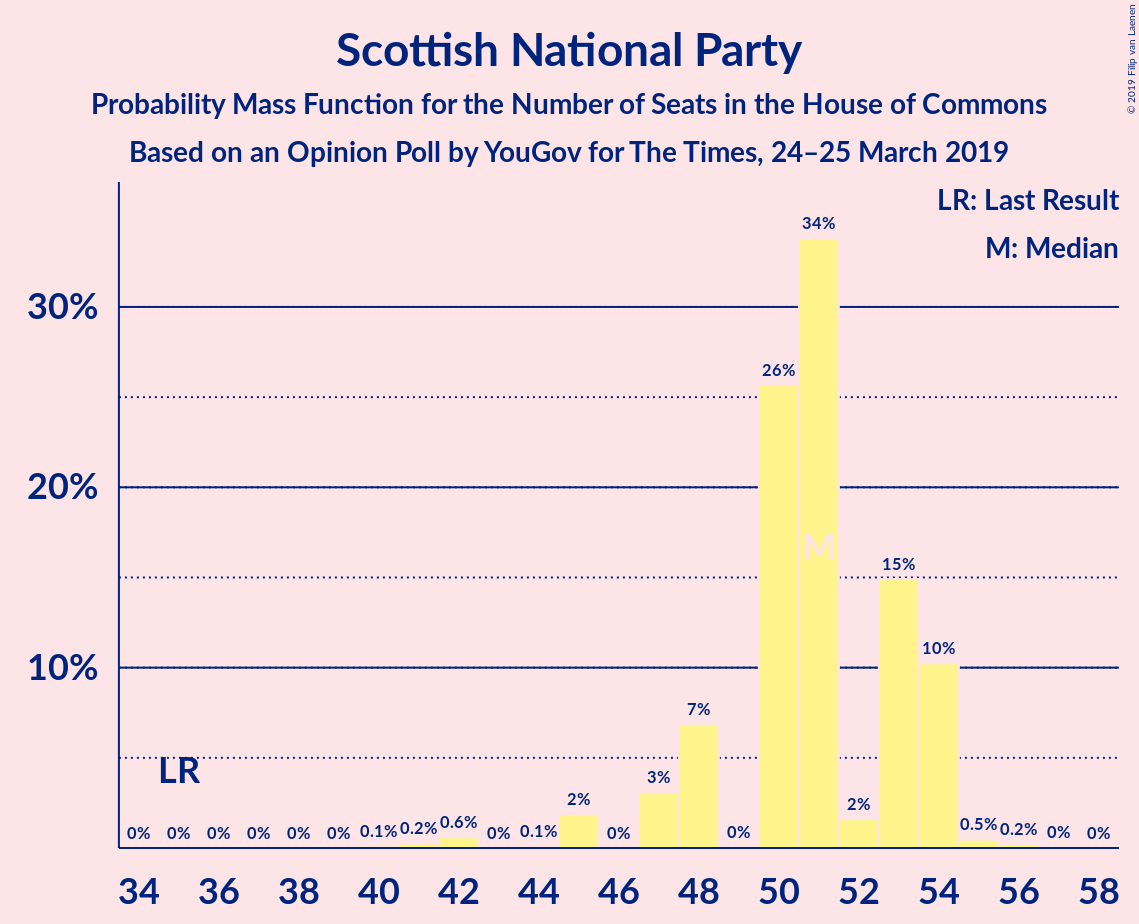 Scottish National Party
Probability Mass Function for the Number of Seats in the House of Commons
Based on an Opinion Poll by YouGov for The Times, 24–25 March 2019
© 2019 Filip van Laenen
LR: Last Result
M: Median
34%
30%
26%
20%
M
15%
10%
10%
7%
LR
3%
2%
2%
0% 0% 0% 0% 0% 0% 0.1% 0.2% 0.6% 0% 0.1% 0% 0% 0.5% 0.2% 0% 0%
34 36 38 40 42 44 46 48 50 52 54 56 58